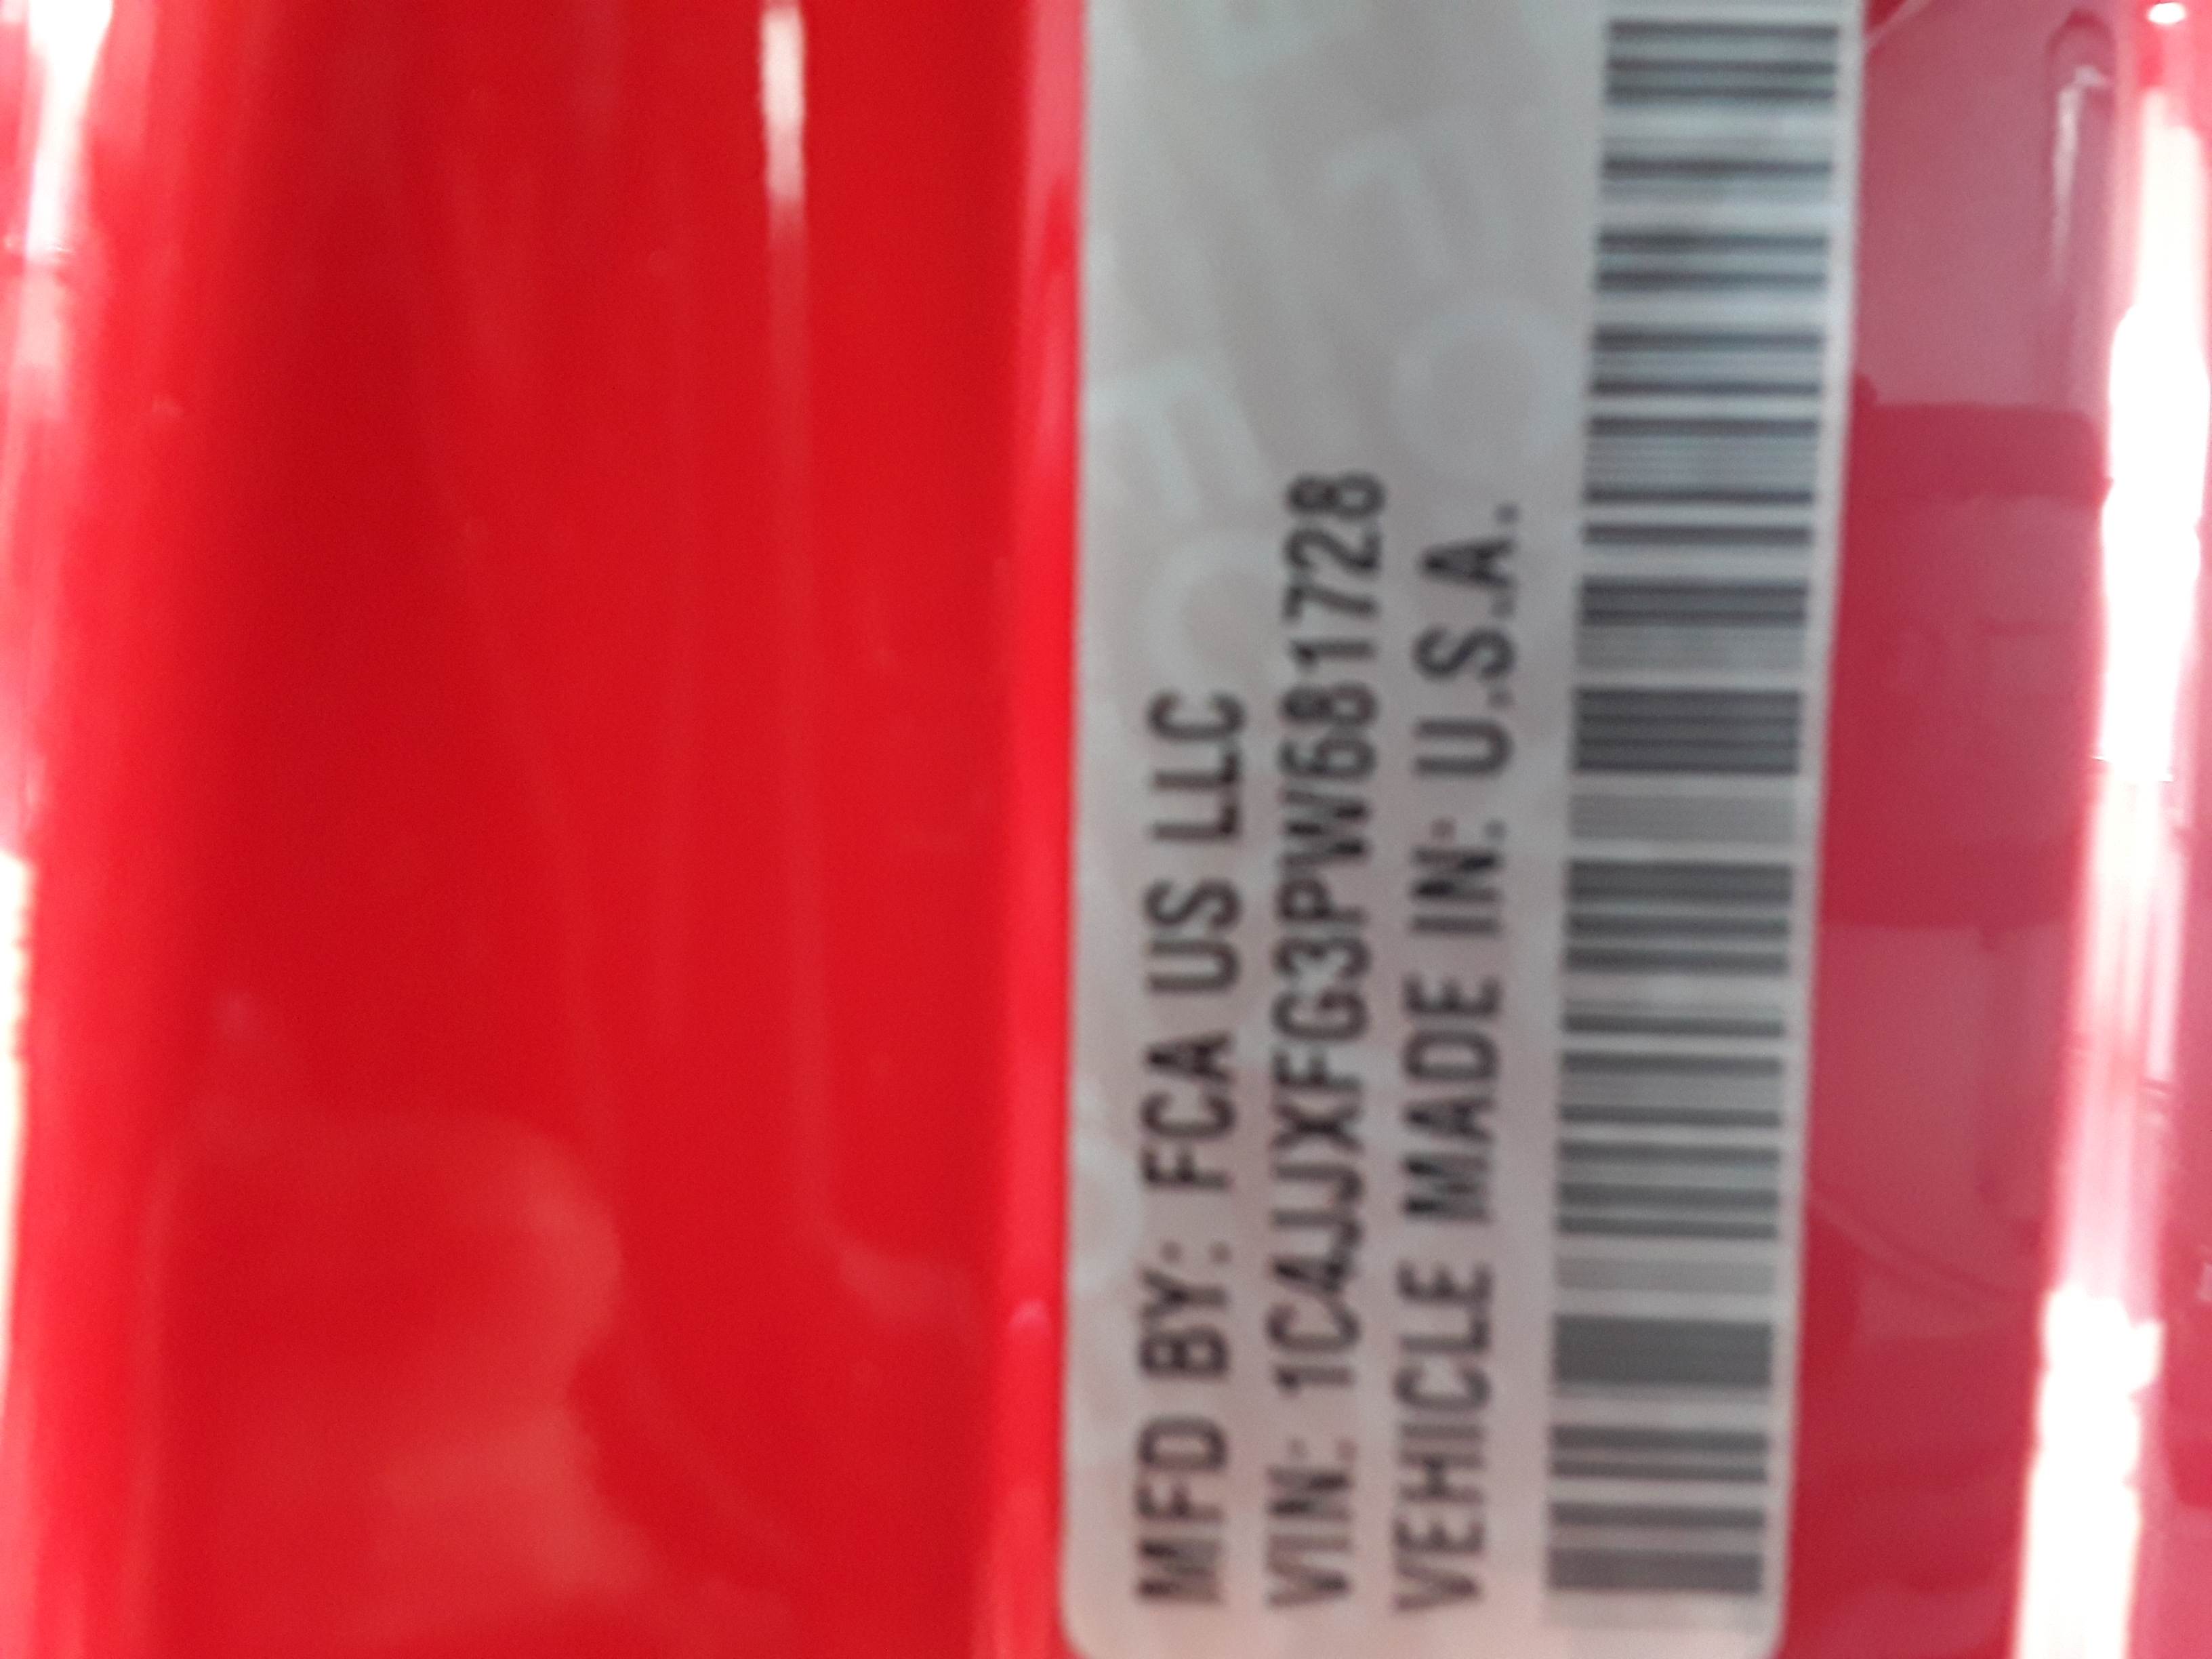 MFD BY: FCA US LLC
VIN: 1C4JJXFG3PW681728
VEHICLE MADE IN: U.S.A.